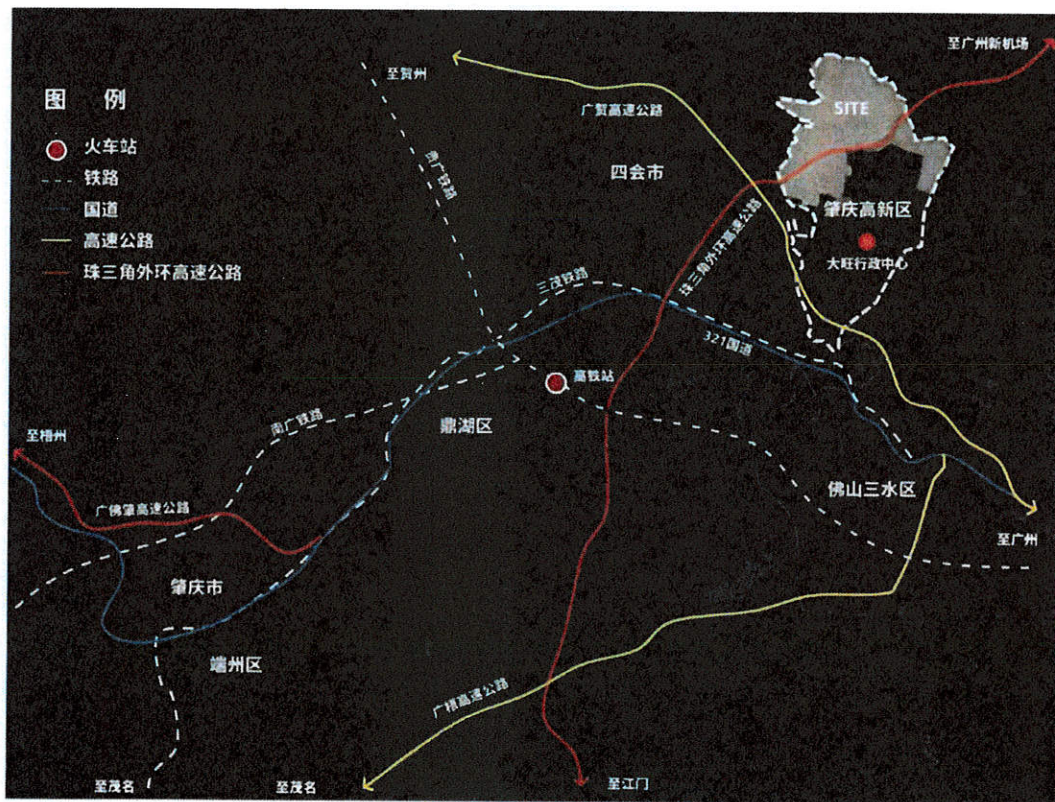 至广州新机场
至贺州
广贺高速公路
SITE
图 例
火车站
铁路
国道
高速公路
珠三角外环高速公路
贵广铁路
四会市
肇庆高新区
大旺行政中心
珠三角外环高速公路
三茂铁路
321国道
高铁站
南广铁路
鼎湖区
至梧州
广佛肇高速公路
佛山三水区
至广州
肇庆市
端州区
广梧高速公路
至茂名
至茂名
至江门